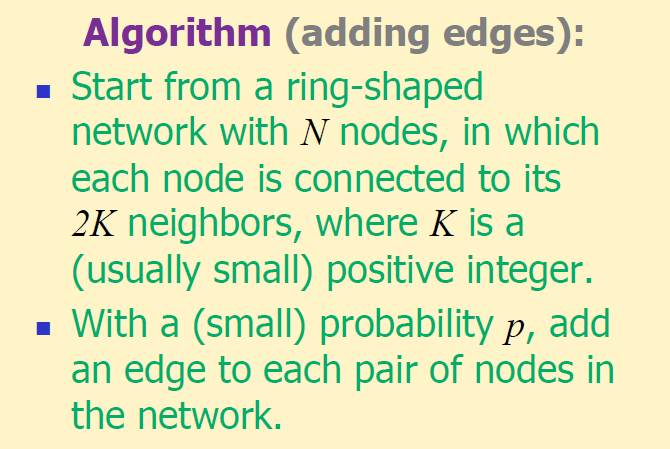 Algorithm (adding edges):
Start from a ring-shaped
network with N nodes, in which
each node is connected to its
2K neighbors, where K is a
(usually small) positive integer.
With a (small) probability p, add
an edge to each pair of nodes in
the network.